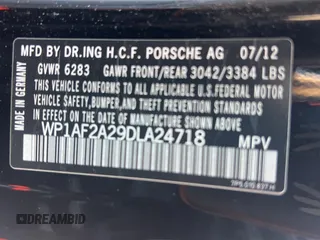 MFD BY DR.ING H.C.F. PORSCHE AG 07/12
GVWR 6283 GAWR FRONT/REAR 3042/3384 LBS
THIS VEHICLE CONFORMS TO ALL APPLICABLE
U.S. FEDERAL MOTOR VEHICLE SAFETY,
BUMPER, AND THEFT PREVENTION STANDARDS
IN EFFECT ON THE DATE OF MANUFACTURE
SHOWN ABOVE.
WP1AF2A29DLA24718 MPV
MADE IN GERMANY
© DREAMBID